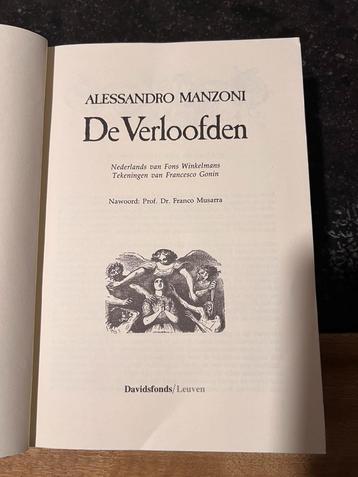 ALESSANDRO MANZONI
De Verloofden
Nederlands van Fons Winkelmans
Tekeningen van Francesco Gonin
Nawoord: Prof. Dr. Franco Musarra
Davidsfonds/Leuven